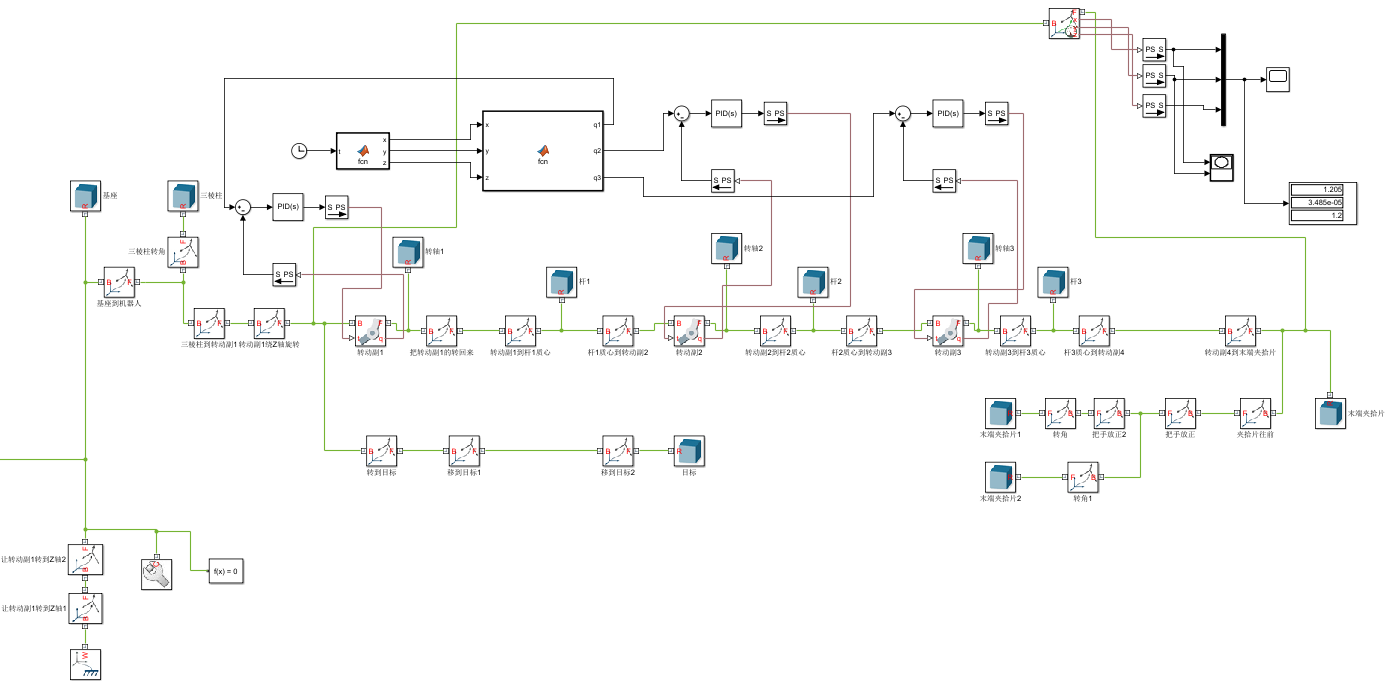 B
F
PS S
PS S
PS S
t
fcn
x
y
z
x
y
z
fcn
q1
q2
q3
PID(s)
S PS
S PS
PID(s)
S PS
S PS
1.205
3.485e-05
1.2
R
基座
R
三棱柱
PID(s)
S PS
S PS
三棱柱转角
F
B
R
转轴1
R
转轴2
R
转轴3
R
杆1
R
杆2
R
杆3
B
F
基座到机器人
B
F
三棱柱到转动副1
B
F
转动副1绕Z轴旋转
B
F
q
转动副1
B
F
把转动副1的转回来
B
F
转动副1到杆1质心
B
F
杆1质心到转动副2
B
F
q
转动副2
B
F
转动副2到杆2质心
B
F
杆2质心到转动副3
B
F
q
转动副3
B
F
转动副3到杆3质心
B
F
杆3质心到转动副4
B
F
转动副4到末端夹拾片
末端夹拾片1
F
B
转角
F
B
把手放正2
F
B
把手放正
F
B
夹拾片往前
末端夹拾片
B
F
转到目标
B
F
移到目标1
B
F
移到目标2
R
目标
末端夹拾片2
F
B
转角1
让转动副1转到Z轴2
F
B
f(x) = 0
让转动副1转到Z轴1
F
B
W